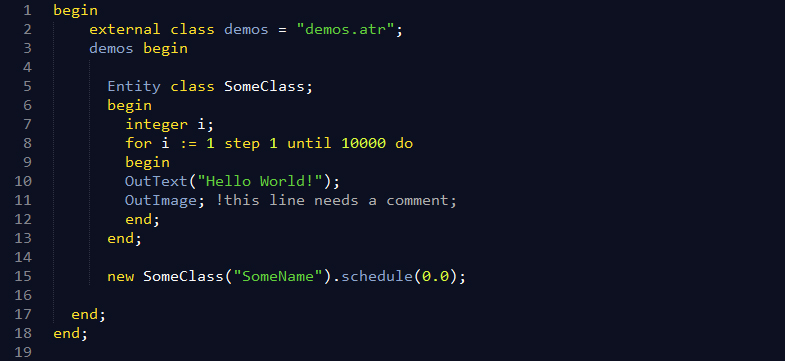 1 begin
2     external class demos = "demos.atr";
3     demos begin
4
5       Entity class SomeClass;
6       begin
7         integer i;
8         for i := 1 step 1 until 10000 do
9         begin
10         OutText("Hello World!");
11         OutImage; !this line needs a comment;
12         end;
13       end;
14
15       new SomeClass("SomeName").schedule(0.0);
16
17   end;
18 end;
19